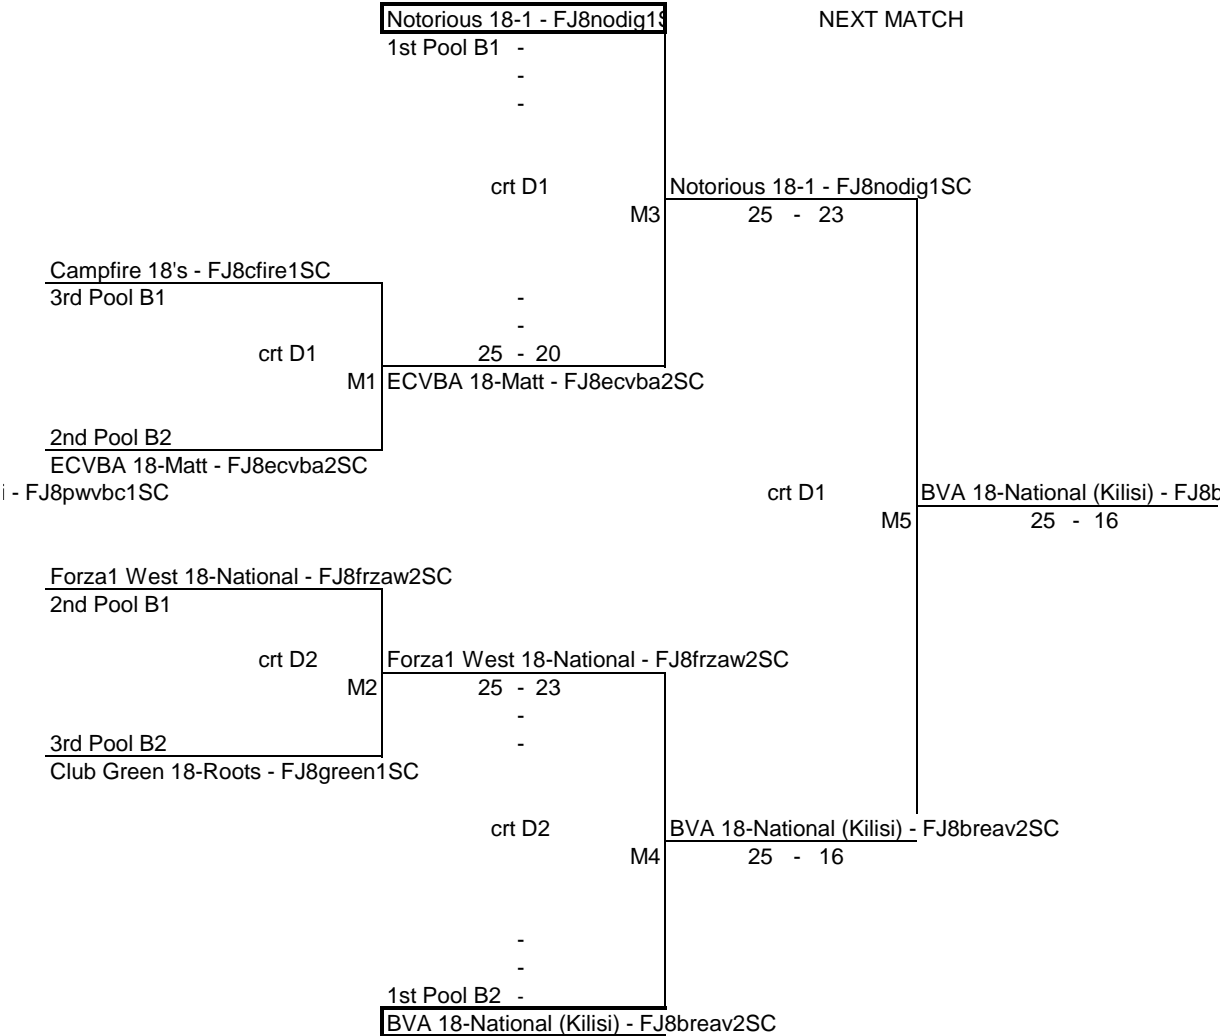 Notorious 18-1 - FJ8nodig1S
NEXT MATCH
1st Pool B1 -
-
-
crt D1
Notorious 18-1 - FJ8nodig1SC
M3
25 - 23
Campfire 18's - FJ8cfire1SC
3rd Pool B1
-
-
crt D1
25 - 20
M1
ECVBA 18-Matt - FJ8ecvba2SC
2nd Pool B2
ECVBA 18-Matt - FJ8ecvba2SC
i - FJ8pwvbc1SC
crt D1
BVA 18-National (Kilisi) - FJ8b
M5
25 - 16
Forza1 West 18-National - FJ8frzaw2SC
2nd Pool B1
crt D2
Forza1 West 18-National - FJ8frzaw2SC
M2
25 - 23
-
-
3rd Pool B2
Club Green 18-Roots - FJ8green1SC
crt D2
BVA 18-National (Kilisi) - FJ8breav2SC
M4
25 - 16
-
-
1st Pool B2 -
BVA 18-National (Kilisi) - FJ8breav2SC